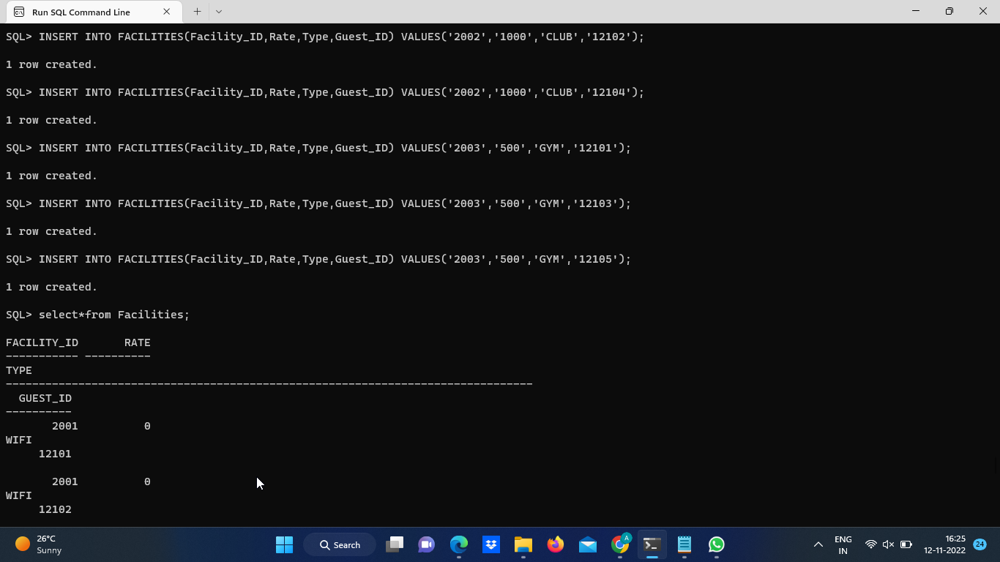 Run SQL Command Line
SQL> INSERT INTO FACILITIES(Facility_ID,Rate,Type,Guest_ID) VALUES('2002','1000','CLUB','12102');
1 row created.
SQL> INSERT INTO FACILITIES(Facility_ID,Rate,Type,Guest_ID) VALUES('2002','1000','CLUB','12104');
1 row created.
SQL> INSERT INTO FACILITIES(Facility_ID,Rate,Type,Guest_ID) VALUES('2003','500','GYM','12101');
1 row created.
SQL> INSERT INTO FACILITIES(Facility_ID,Rate,Type,Guest_ID) VALUES('2003','500','GYM','12103');
1 row created.
SQL> INSERT INTO FACILITIES(Facility_ID,Rate,Type,Guest_ID) VALUES('2003','500','GYM','12105');
1 row created.
SQL> select*from Facilities;
FACILITY_ID       RATE
----------- ----------
TYPE
--------------------------------------------------------------------------------
  GUEST_ID
----------
       2001          0
WIFI
     12101
       2001          0
WIFI
     12102
26°C
Sunny
Search
A
ENG
IN
16:25
12-11-2022
24